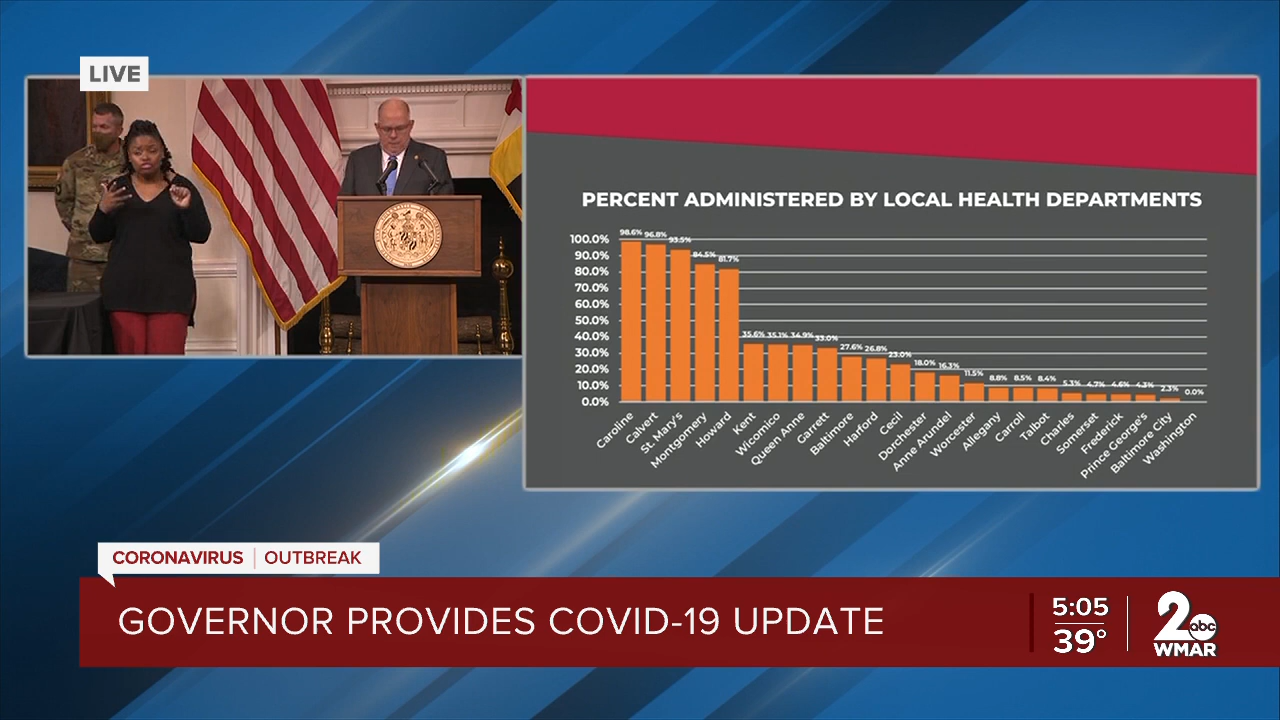 LIVE
PERCENT ADMINISTERED BY LOCAL HEALTH DEPARTMENTS
100.0%
90.0%
80.0%
70.0%
60.0%
50.0%
40.0%
30.0%
20.0%
10.0%
0.0%
98.6% 96.8% 93.5% 84.5% 81.7% 35.6% 35.1% 34.9% 33.0% 27.6% 26.8% 23.0% 18.0% 16.3% 11.5% 8.8% 8.5% 8.4% 5.3% 4.7% 4.6% 4.3% 2.3% 0.0%
Caroline
Calvert
St. Mary's
Montgomery
Howard
Kent
Wicomico
Queen Anne
Garrett
Baltimore
Harford
Cecil
Dorchester
Anne Arundel
Worcester
Allegany
Carroll
Talbot
Charles
Somerset
Frederick
Prince George's
Baltimore City
Washington
CORONAVIRUS | OUTBREAK
GOVERNOR PROVIDES COVID-19 UPDATE
5:05
39°
2 abc
WMAR